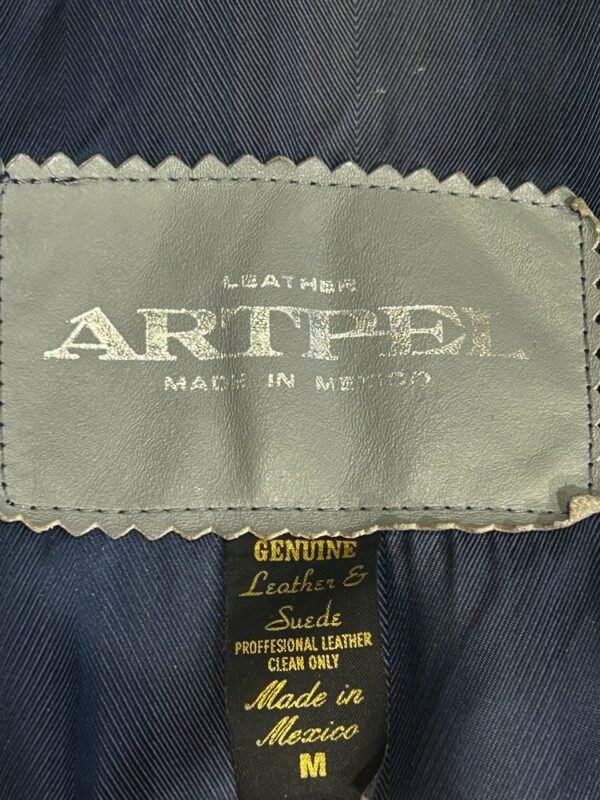 LEATHER
ARTPEL
MADE IN MEXICO
GENUINE
Leather &
Suede
PROFFESIONAL LEATHER
CLEAN ONLY
Made in
Mexico
M